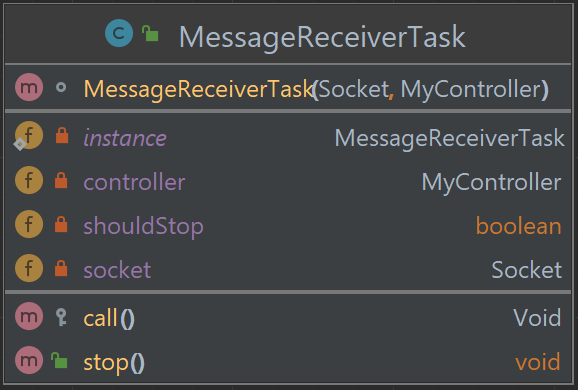 C MessageReceiverTask
m MessageReceiverTask(Socket, MyController)
f instance MessageReceiverTask
f controller MyController
f shouldStop boolean
f socket Socket
m call() Void
m stop() void